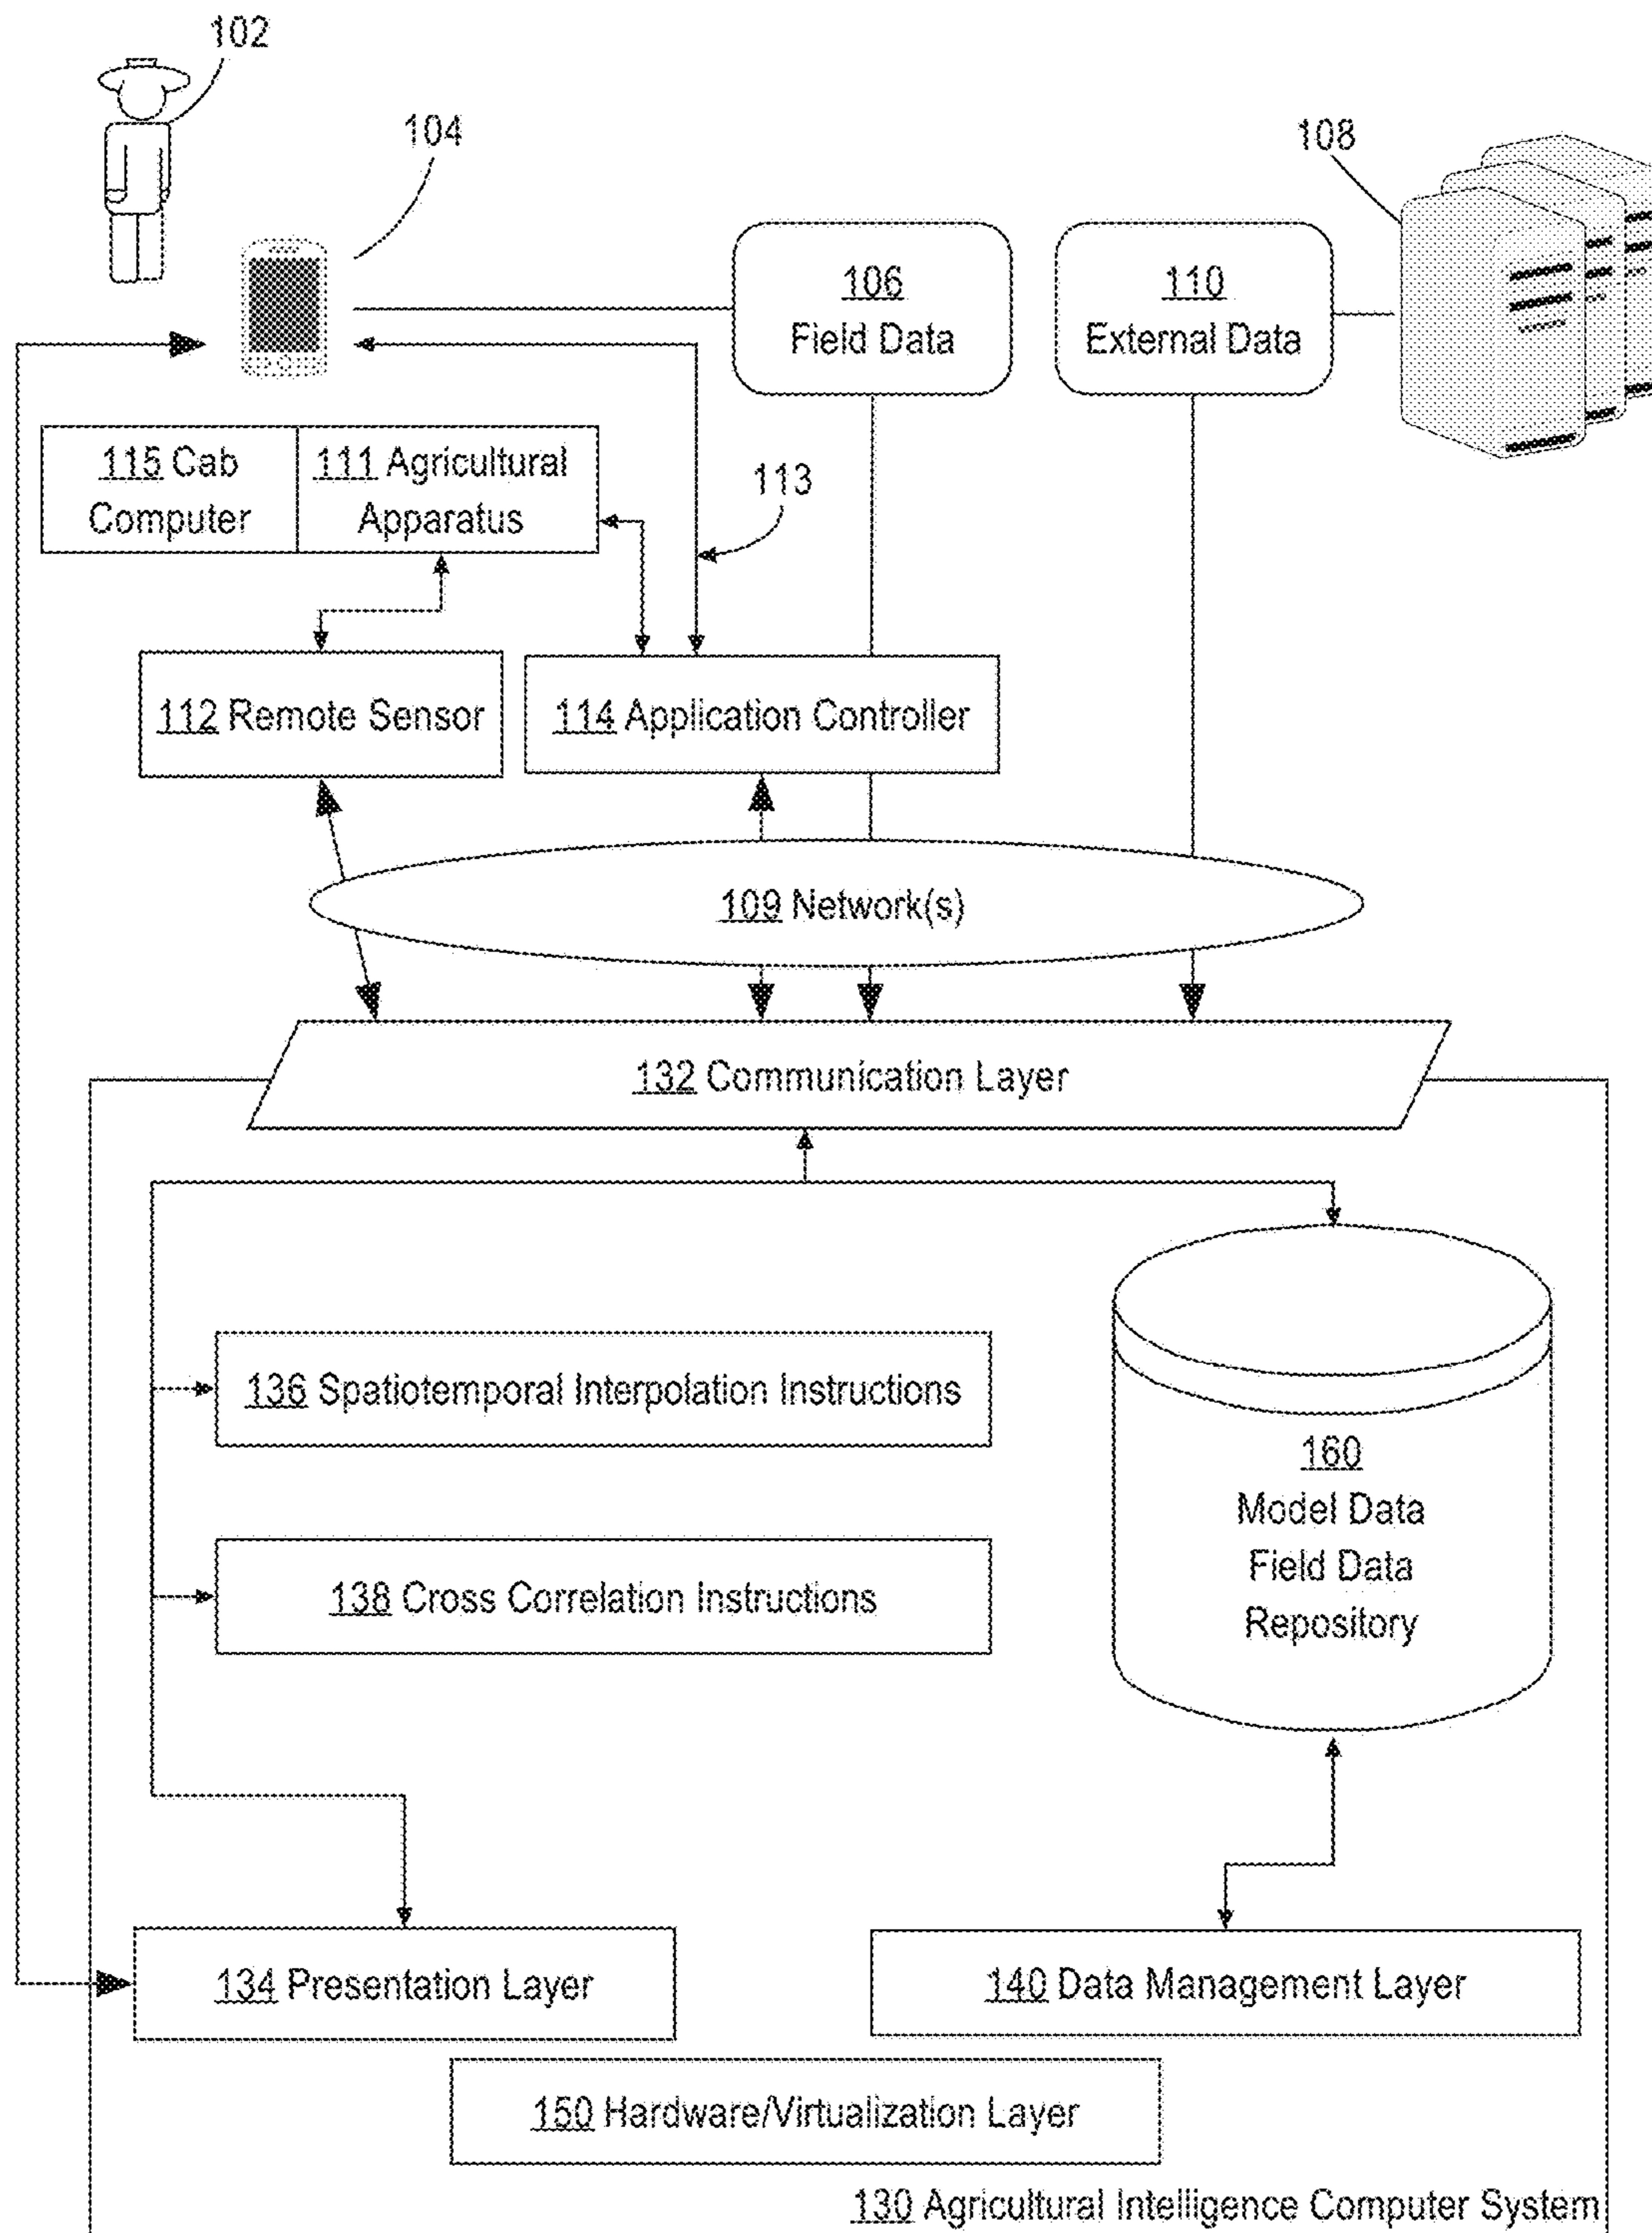 102
104
108
106
Field Data
110
External Data
115 Cab
Computer
111 Agricultural
Apparatus
113
112 Remote Sensor
114 Application Controller
109 Network(s)
132 Communication Layer
136 Spatiotemporal Interpolation Instructions
160
Model Data
Field Data
Repository
138 Cross Correlation Instructions
134 Presentation Layer
140 Data Management Layer
150 Hardware/Virtualization Layer
130 Agricultural Intelligence Computer System